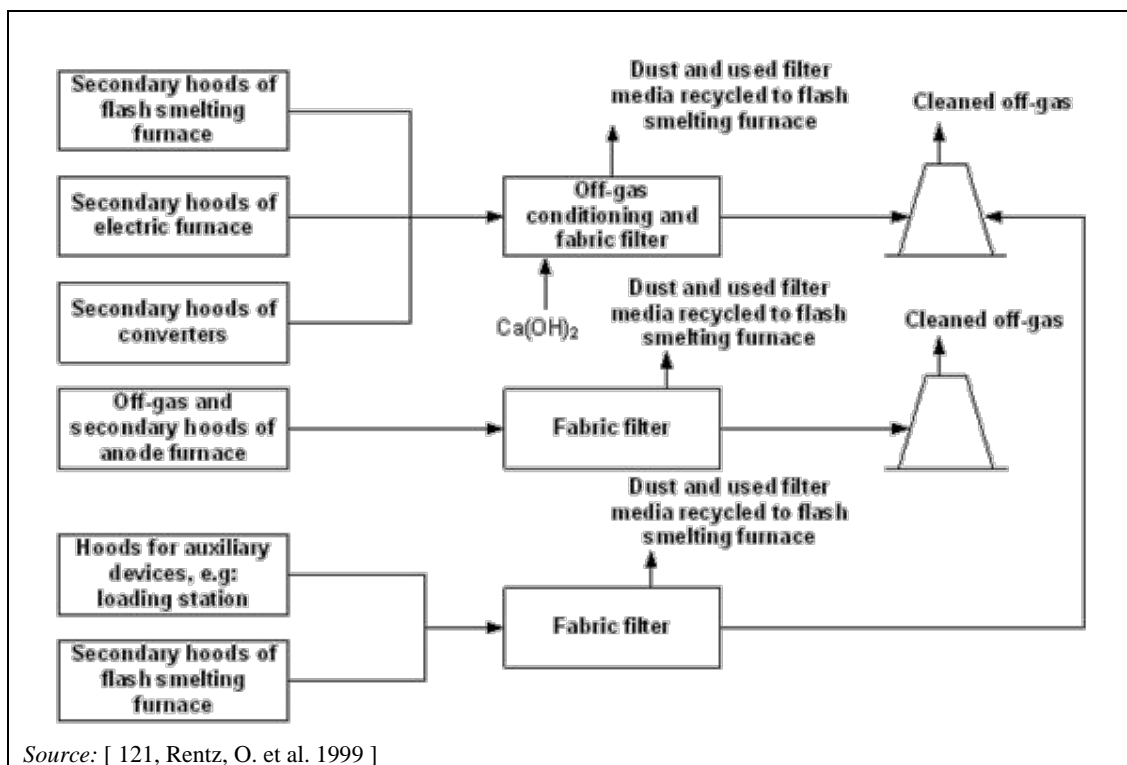 Secondary hoods of
flash smelting
furnace
Secondary hoods of
electric furnace
Secondary hoods of
converters
Off-gas and
secondary hoods of
anode furnace
Hoods for auxiliary
devices, e.g:
loading station
Secondary hoods of
flash smelting
furnace
Dust and used filter
media recycled to flash
smelting furnace
Off-gas
conditioning and
fabric filter
Ca(OH)2
Dust and used filter
media recycled to flash
smelting furnace
Fabric filter
Dust and used filter
media recycled to flash
smelting furnace
Fabric filter
Cleaned off-gas
Cleaned off-gas
Source: [ 121, Rentz, O. et al. 1999 ]